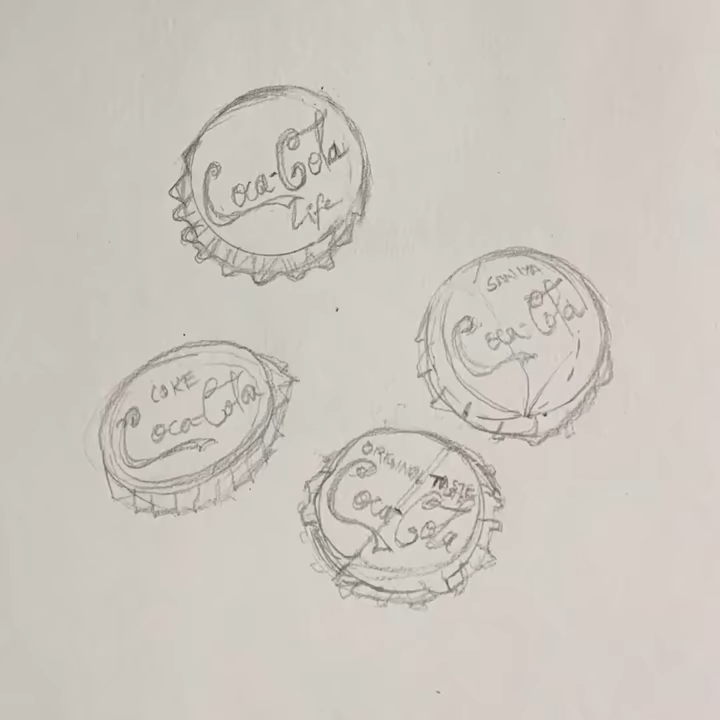 Coca-Cola
Life
SANIYA
Coca-Cola
COKE
Coca-Cola
ORIGINAL TASTE
Coca-Cola